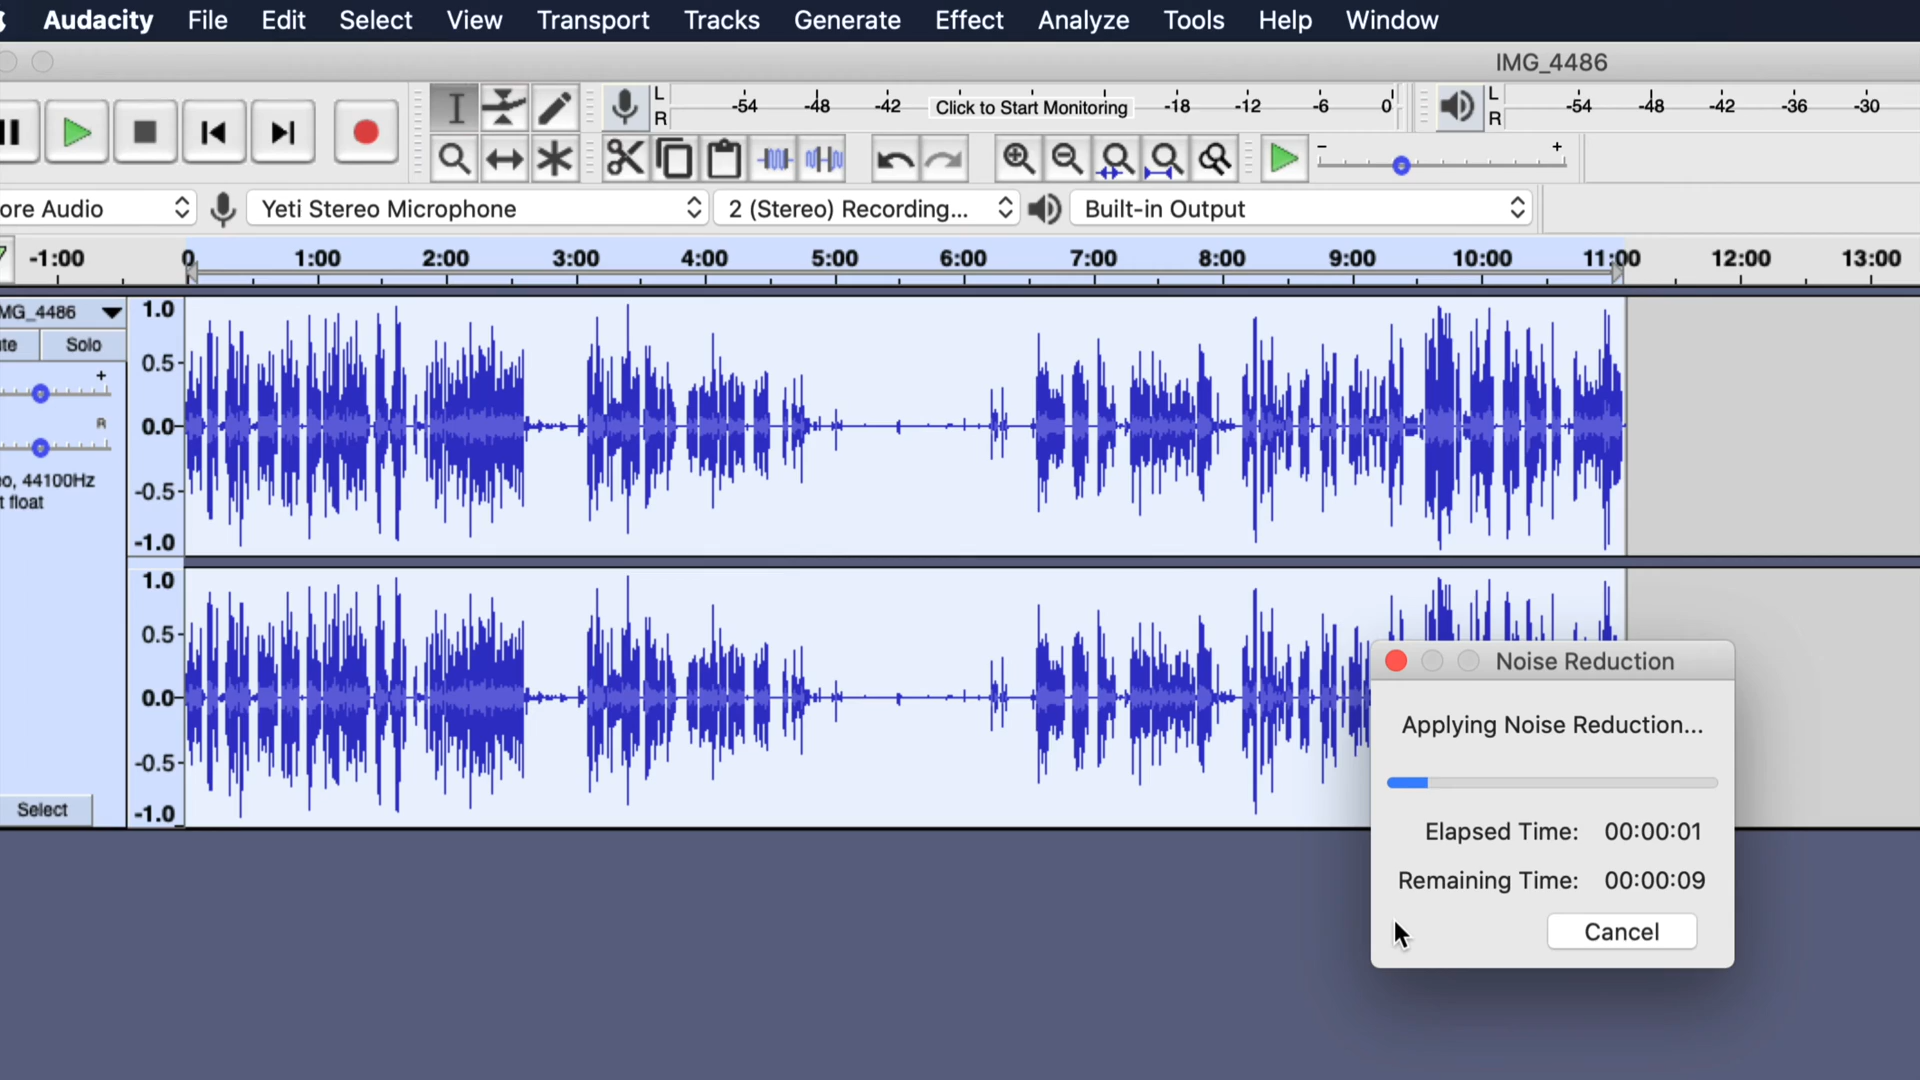 Audacity File Edit Select View Transport Tracks Generate Effect Analyze Tools Help Window
IMG_4486
L -54 -48 -42 Click to Start Monitoring -18 -12 -6 0 L -54 -48 -42 -36 -30
R R
- +
ore Audio Yeti Stereo Microphone 2 (Stereo) Recording... Built-in Output
-1:00 0 1:00 2:00 3:00 4:00 5:00 6:00 7:00 8:00 9:00 10:00 11:00 12:00 13:00
MG_4486 1.0
te Solo 0.5
+
R 0.0
o, 44100Hz -0.5
t float
-1.0
1.0
0.5
Noise Reduction
0.0
Applying Noise Reduction...
-0.5
Select -1.0
Elapsed Time: 00:00:01
Remaining Time: 00:00:09
Cancel